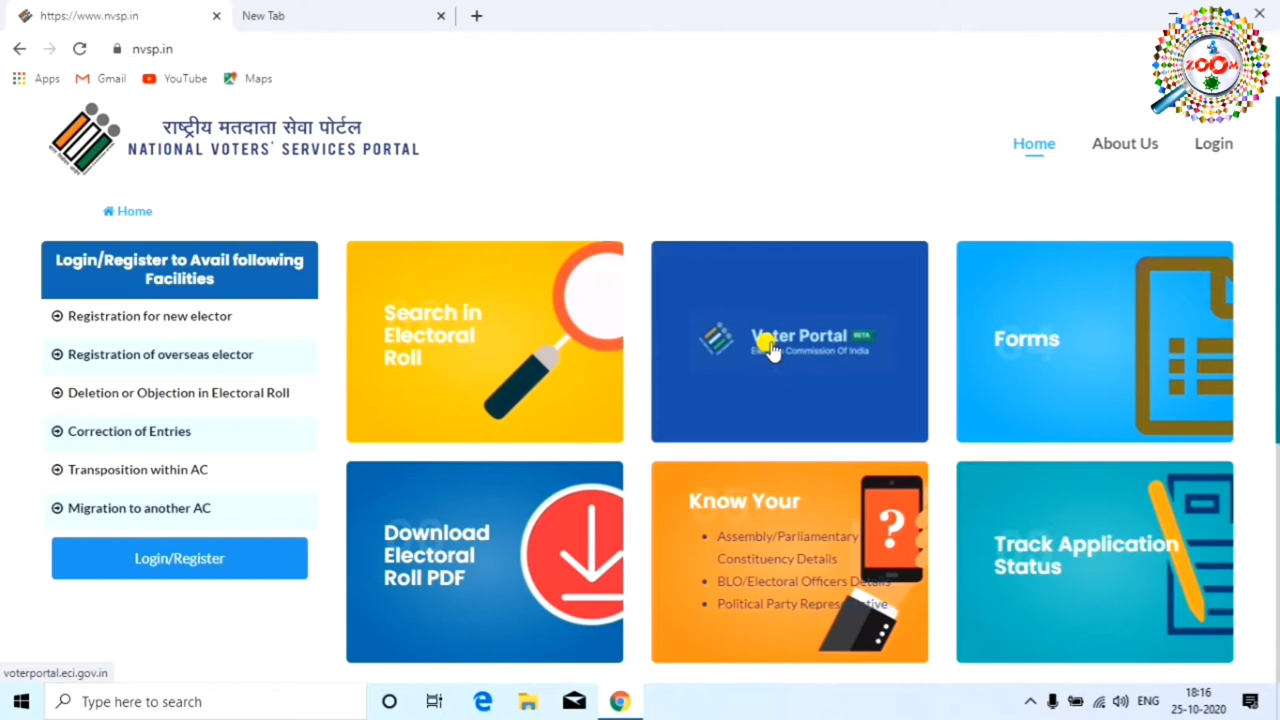 https://www.nvsp.in
New Tab
nvsp.in
Apps
Gmail
YouTube
Maps
ZOOM
राष्ट्रीय मतदाता सेवा पोर्टल
NATIONAL VOTERS' SERVICES PORTAL
Home
About Us
Login
Home
Login/Register to Avail following
Facilities
Registration for new elector
Registration of overseas elector
Deletion or Objection in Electoral Roll
Correction of Entries
Transposition within AC
Migration to another AC
Login/Register
Search in
Electoral
Roll
Voter Portal BETA
Commission Of India
Forms
Download
Electoral
Roll PDF
Know Your
Assembly/Parliamentary
Constituency Details
BLO/Electoral Officers Details
Political Party Representative
?
Track Application
Status
voterportal.eci.gov.in
Type here to search
ENG
18:16
25-10-2020